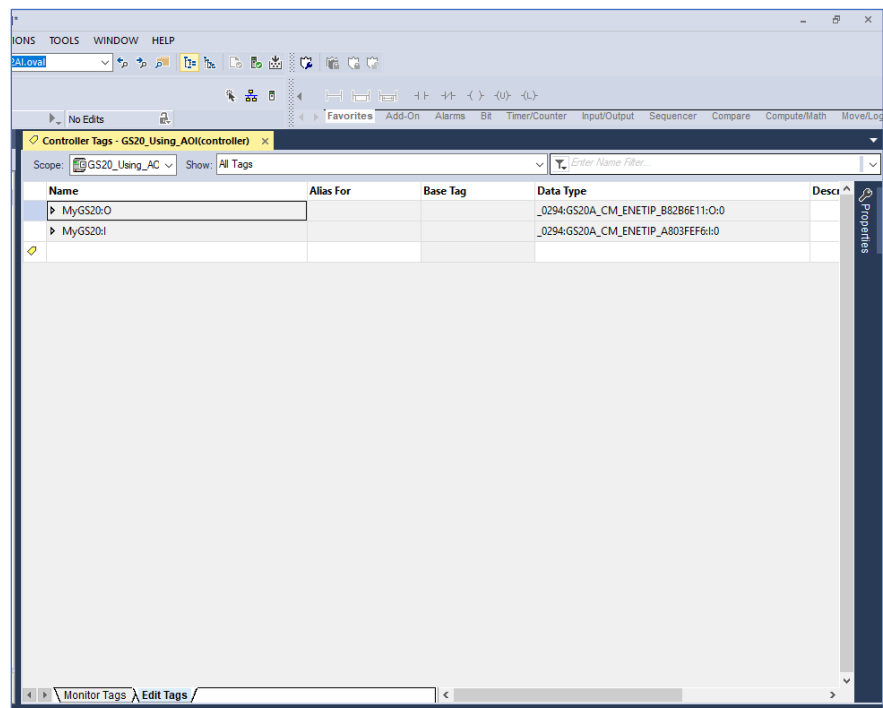 IONS TOOLS WINDOW HELP
2AI.oval
No Edits
Favorites Add-On Alarms Bit Timer/Counter Input/Output Sequencer Compare Compute/Math Move/Log
Controller Tags - GS20_Using_AOI(controller) ×
Scope: GS20_Using_AC Show: All Tags Enter Name Filter...
Name Alias For Base Tag Data Type Descr
MyGS20:O _0294:GS20A_CM_ENETIP_B82B6E11:O:0
MyGS20:I _0294:GS20A_CM_ENETIP_A803FEF6:I:0
Properties
Monitor Tags Edit Tags